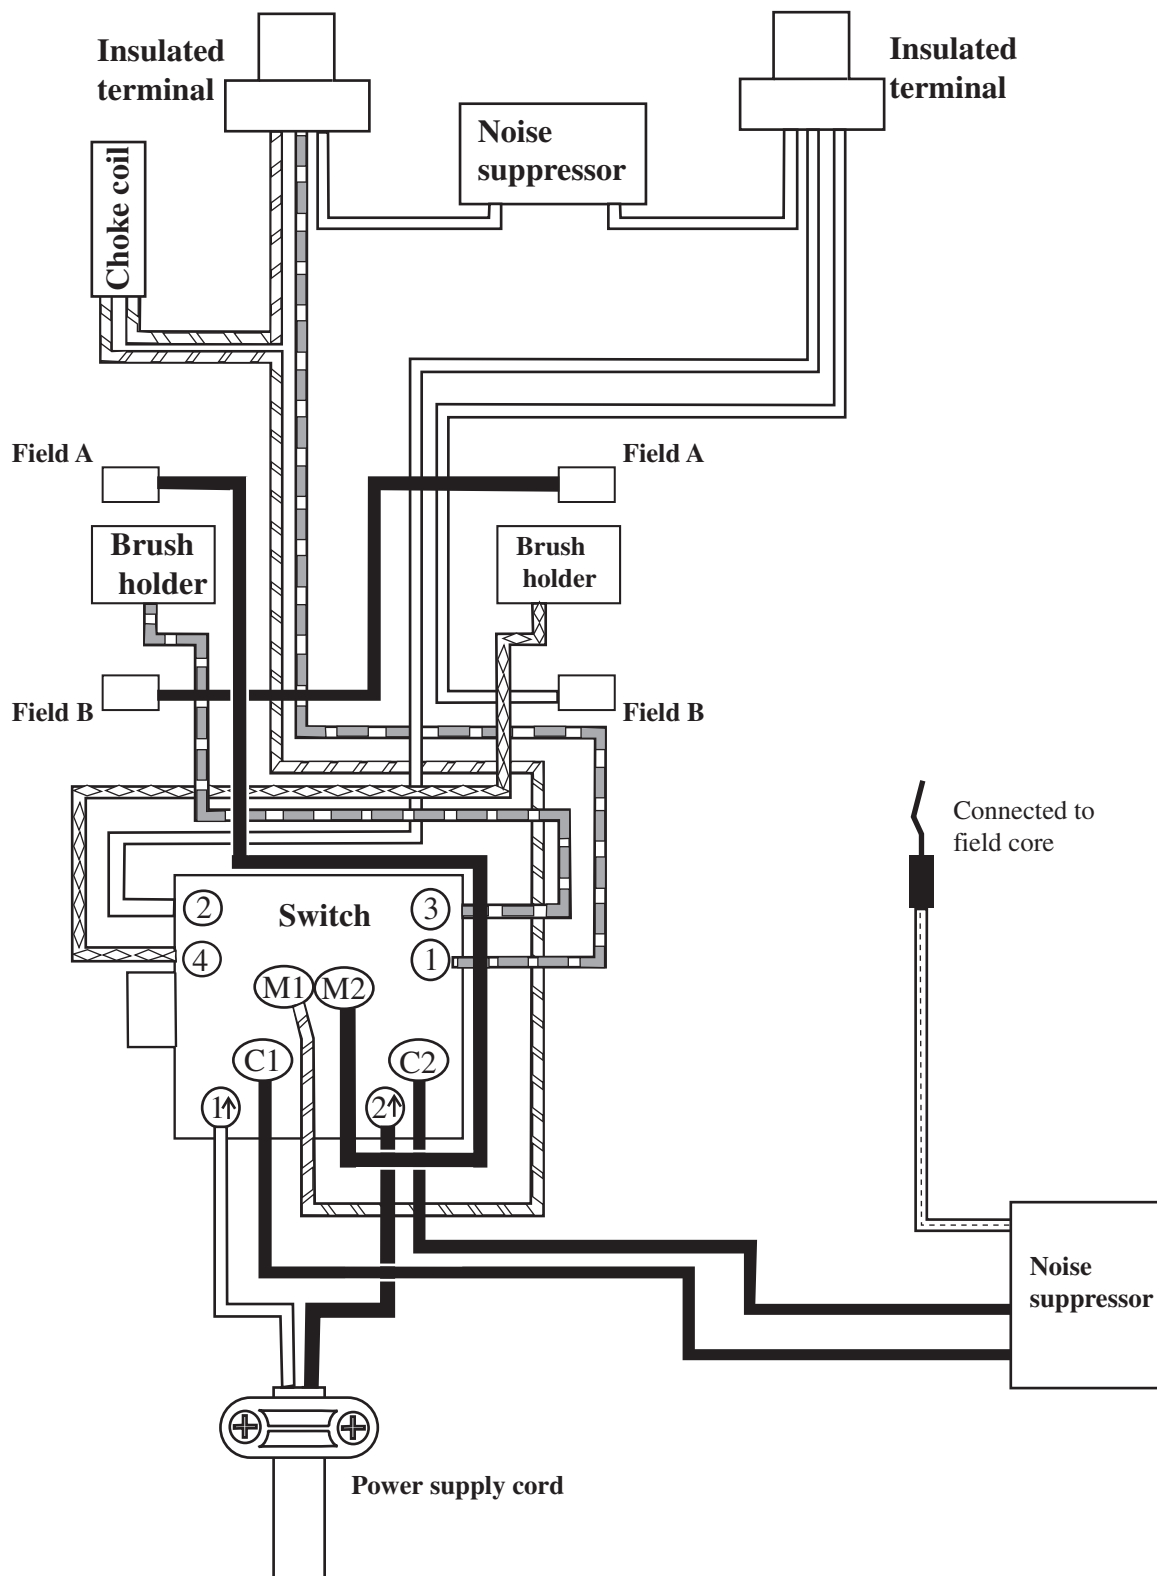 Insulated
terminal
Insulated
terminal
Noise
suppressor
Choke coil
Field A
Field A
Brush
holder
Brush
holder
Field B
Field B
Connected to
field core
2
Switch
3
4
1
M1
M2
C1
C2
1↑
2↑
Noise
suppressor
Power supply cord